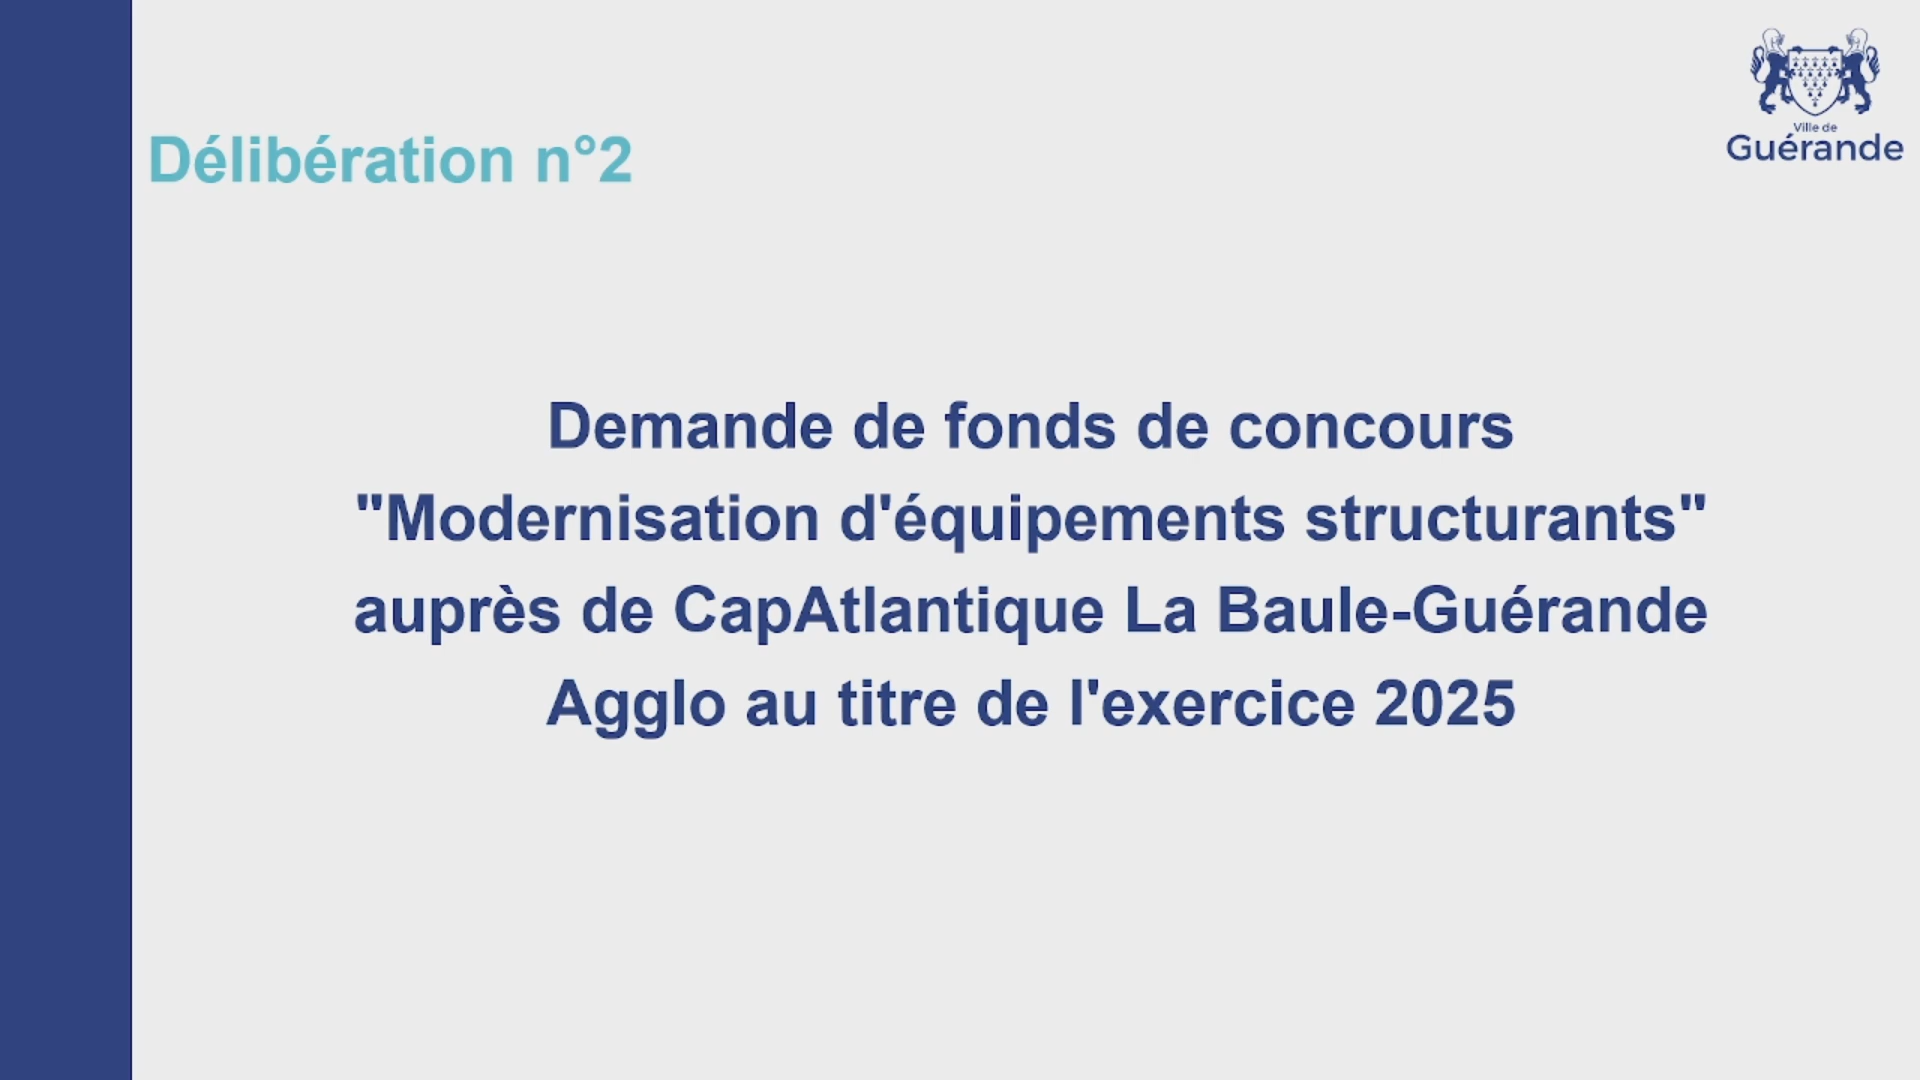 Ville de
Guérande
Délibération n°2
Demande de fonds de concours
"Modernisation d'équipements structurants"
auprès de CapAtlantique La Baule-Guérande
Agglo au titre de l'exercice 2025